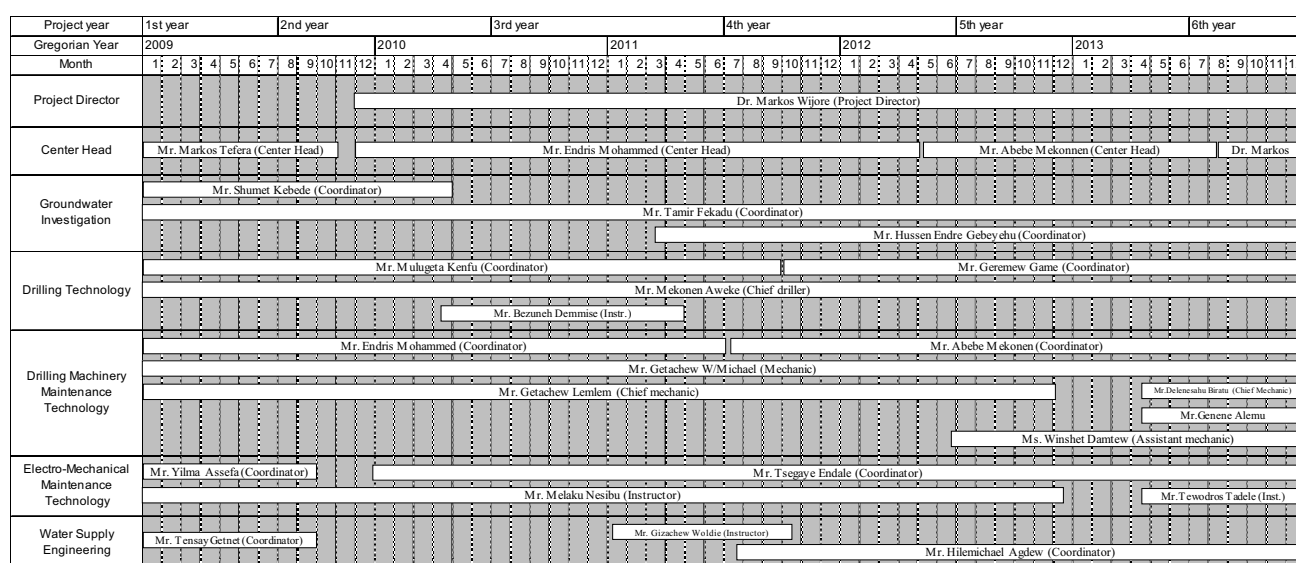 Project year 1st year 2nd year 3rd year 4th year 5th year 6th year
Gregorian Year 2009 2010 2011 2012 2013
Month 1 2 3 4 5 6 7 8 9 10 11 12 1 2 3 4 5 6 7 8 9 10 11 12 1 2 3 4 5 6 7 8 9 10 11 12 1 2 3 4 5 6 7 8 9 10 11 12 1 2 3 4 5 6 7 8 9 10 11
Project Director
Dr. Markos Wijore (Project Director)
Center Head
Mr. Markos Tefera (Center Head) Mr. Endris Mohammed (Center Head) Mr. Abebe Mekonnen (Center Head) Dr. Markos
Groundwater
Investigation
Mr. Shumet Kebede (Coordinator)
Mr. Tamir Fekadu (Coordinator)
Mr. Hussen Endre Gebeyehu (Coordinator)
Drilling Technology
Mr. Mulugeta Kenfu (Coordinator) Mr. Geremew Game (Coordinator)
Mr. Mekonen Aweke (Chief driller)
Mr. Bezuneh Demmise (Instr.)
Drilling Machinery
Maintenance
Technology
Mr. Endris Mohammed (Coordinator) Mr. Abebe Mekonen (Coordinator)
Mr. Getachew W/Michael (Mechanic)
Mr. Getachew Lemlem (Chief mechanic) Mr.Delenesahu Biratu (Chief Mechanic)
Mr.Genene Alemu
Ms. Winshet Damtew (Assistant mechanic)
Electro-Mechanical
Maintenance
Technology
Mr. Yilma Assefa (Coordinator) Mr. Tsegaye Endale (Coordinator)
Mr. Melaku Nesibu (Instructor) Mr.Tewodros Tadele (Inst.)
Water Supply
Engineering
Mr. Tensay Getnet (Coordinator) Mr. Gizachew Woldie (Instructor)
Mr. Hilemichael Agdew (Coordinator)